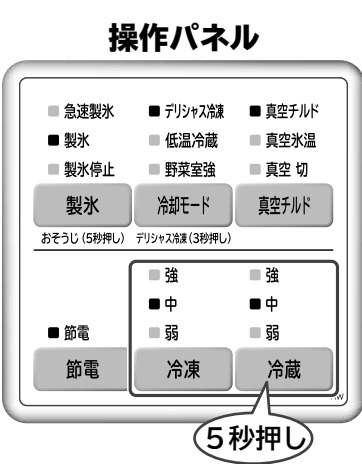 操作パネル
急速製氷 デリシャス冷凍 真空チルド
製氷 低温冷蔵 真空氷温
製氷停止 野菜室強 真空 切
製氷 冷却モード 真空チルド
おそうじ(5秒押し) デリシャス冷凍(3秒押し)
強 強
中 中
節電 弱 弱
節電 冷凍 冷蔵
5秒押し